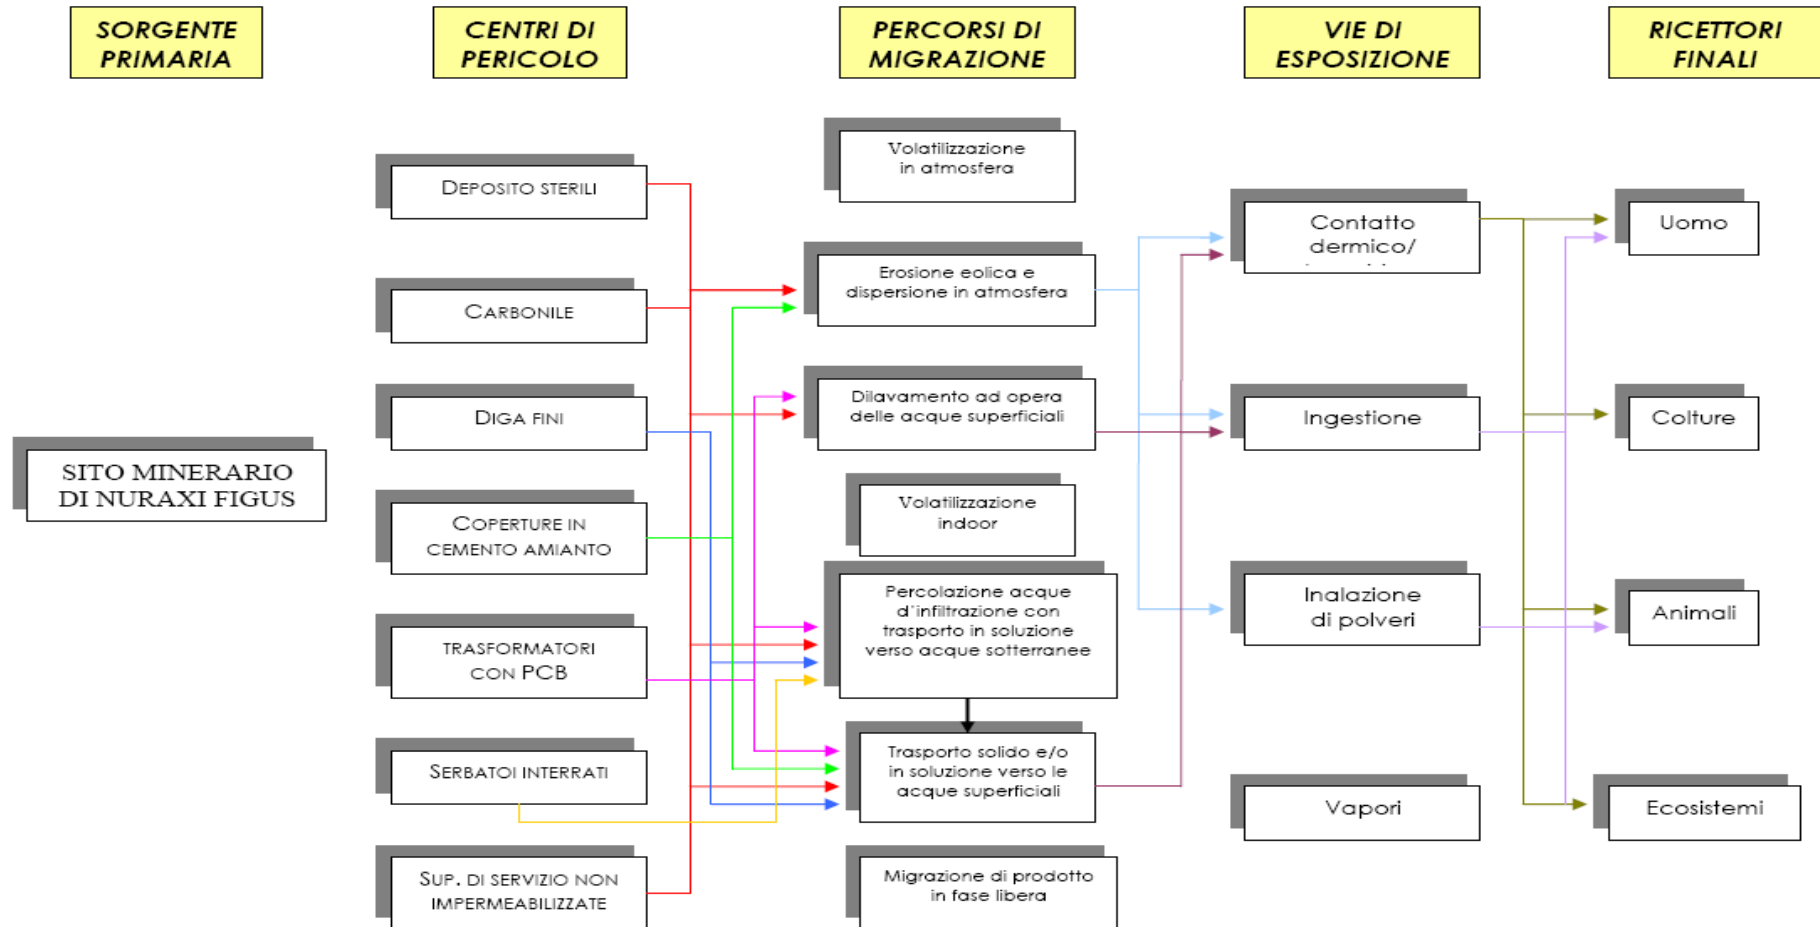 SORGENTE
PRIMARIA
CENTRI DI
PERICOLO
PERCORSI DI
MIGRAZIONE
VIE DI
ESPOSIZIONE
RICETTORI
FINALI
SITO MINERARIO
DI NURAXI FIGUS
DEPOSITO STERILI
CARBONILE
DIGA FINI
COPERTURE IN
CEMENTO AMIANTO
TRASFORMATORI
CON PCB
SERBATOI INTERRATI
SUP. DI SERVIZIO NON
IMPERMEABILIZZATE
Volatilizzazione
in atmosfera
Erosione eolica e
dispersione in atmosfera
Dilavamento ad opera
delle acque superficiali
Volatilizzazione
indoor
Percolazione acque
d'infiltrazione con
trasporto in soluzione
verso acque sotterranee
Trasporto solido e/o
in soluzione verso le
acque superficiali
Migrazione di prodotto
in fase libera
Contatto
dermico/
Ingestione
Inalazione
di polveri
Vapori
Uomo
Colture
Animali
Ecosistemi